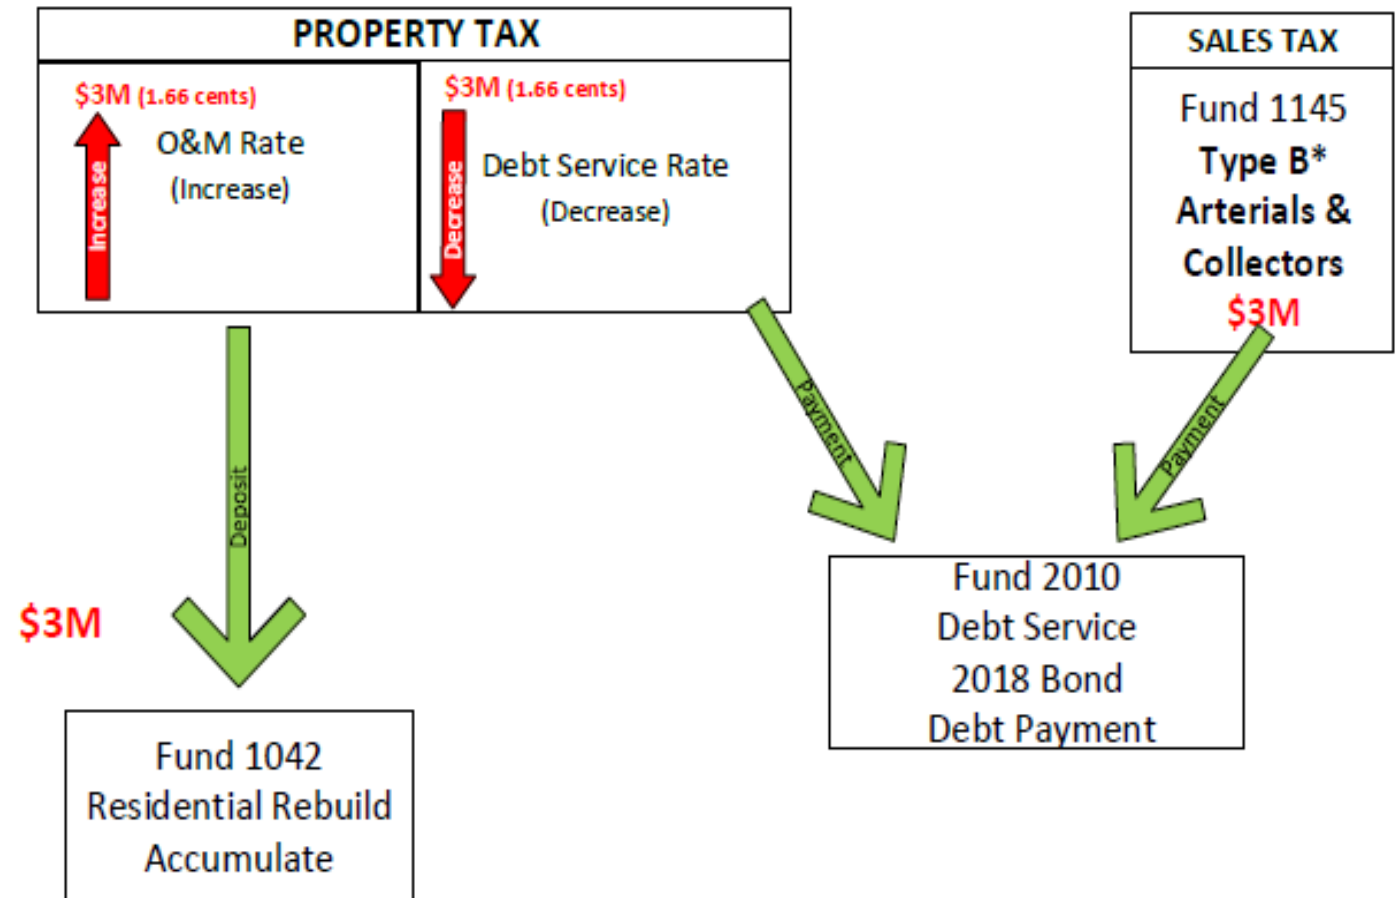 PROPERTY TAX
$3M (1.66 cents)
Increase
O&M Rate
(Increase)
$3M (1.66 cents)
Decrease
Debt Service Rate
(Decrease)
SALES TAX
Fund 1145
Type B*
Arterials &
Collectors
$3M
Deposit
Payment
Payment
$3M
Fund 1042
Residential Rebuild
Accumulate
Fund 2010
Debt Service
2018 Bond
Debt Payment